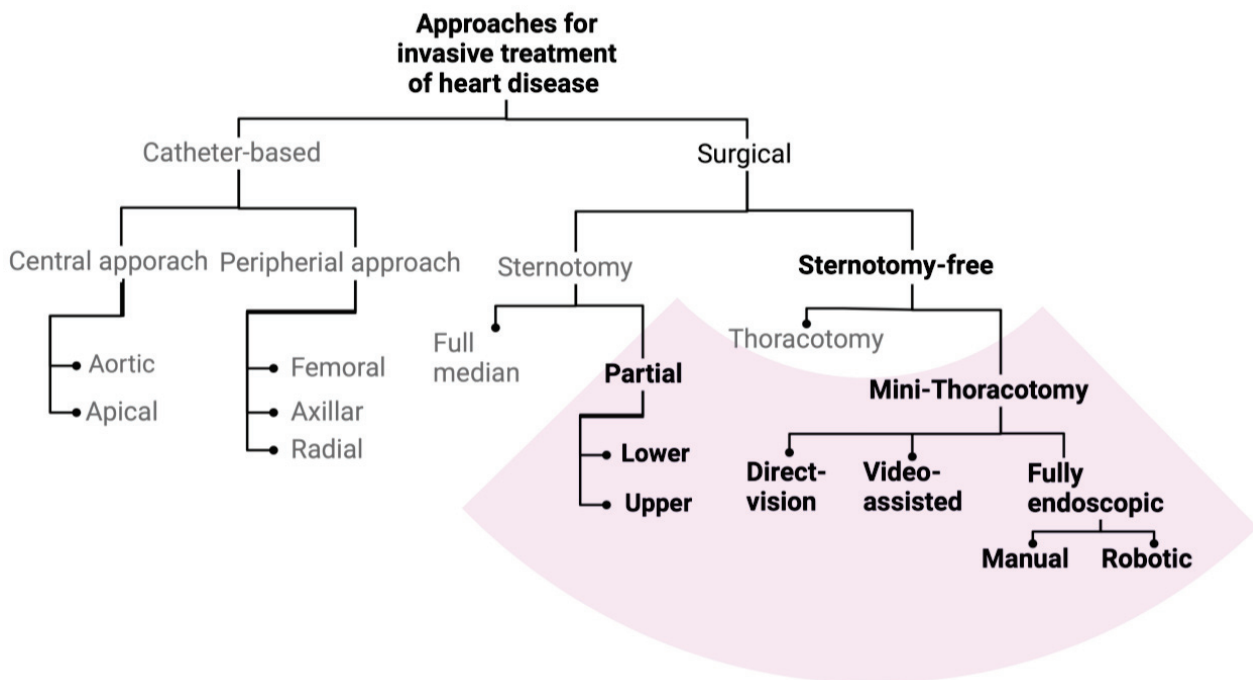 Approaches for
invasive treatment
of heart disease
Catheter-based
Surgical
Central apporach
Peripherial approach
Sternotomy
Sternotomy-free
Aortic
Apical
Femoral
Axillar
Radial
Full
median
Partial
Lower
Upper
Thoracotomy
Mini-Thoracotomy
Direct-
vision
Video-
assisted
Fully
endoscopic
Manual
Robotic